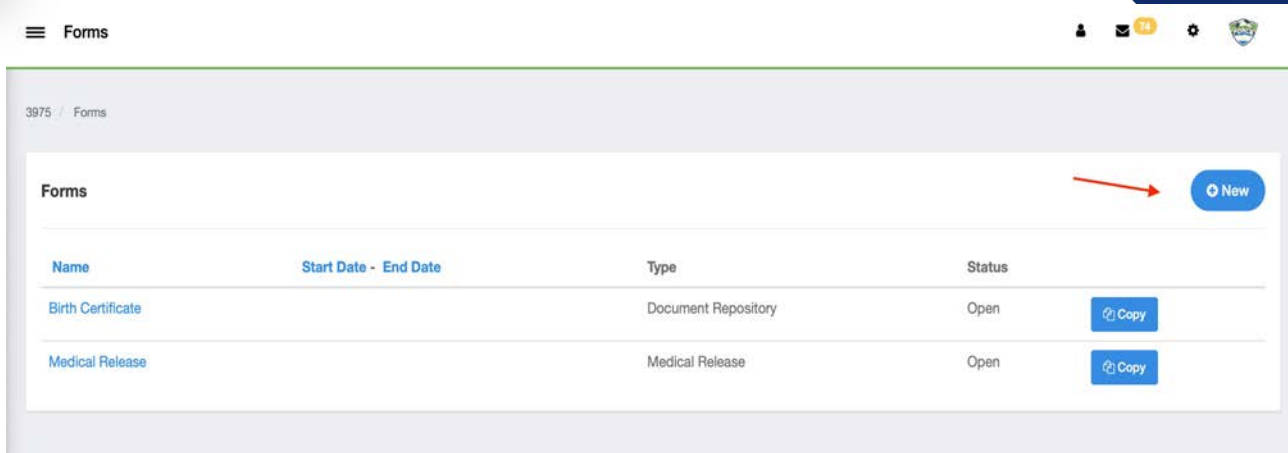 Forms
74
3975 / Forms
Forms
New
Name Start Date - End Date Type Status
Birth Certificate Document Repository Open Copy
Medical Release Medical Release Open Copy